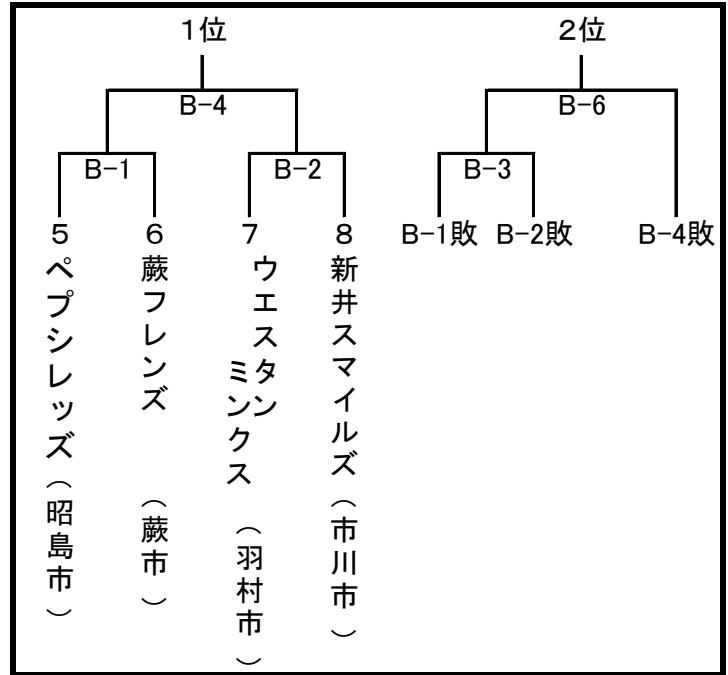 1位
2位
B-4
B-6
B-1
B-2
B-3
5
6
7
8
B-1敗
B-2敗
B-4敗
ペプシレッズ(昭島市)
蕨フレンズ (蕨市)
ウエスタン
ミンクス (羽村市)
新井スマイルズ(市川市)